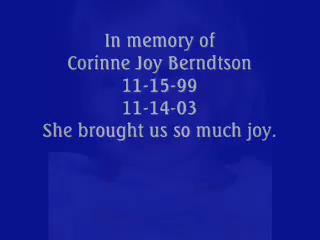 In memory of
Corinne Joy Berndtson
11-15-99
11-14-03
She brought us so much joy.